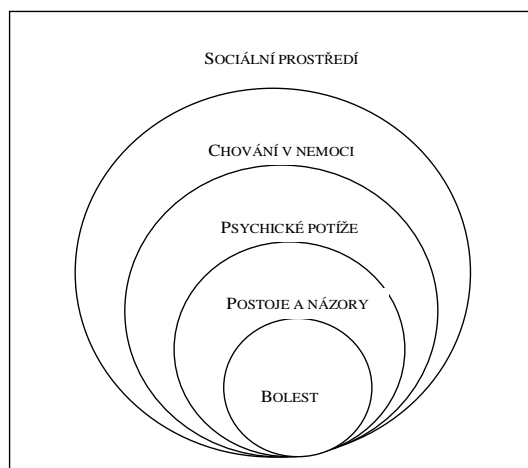 SOCIÁLNÍ PROSTŘEDÍ
CHOVÁNÍ V NEMOCI
PSYCHICKÉ POTÍŽE
POSTOJE A NÁZORY
BOLEST